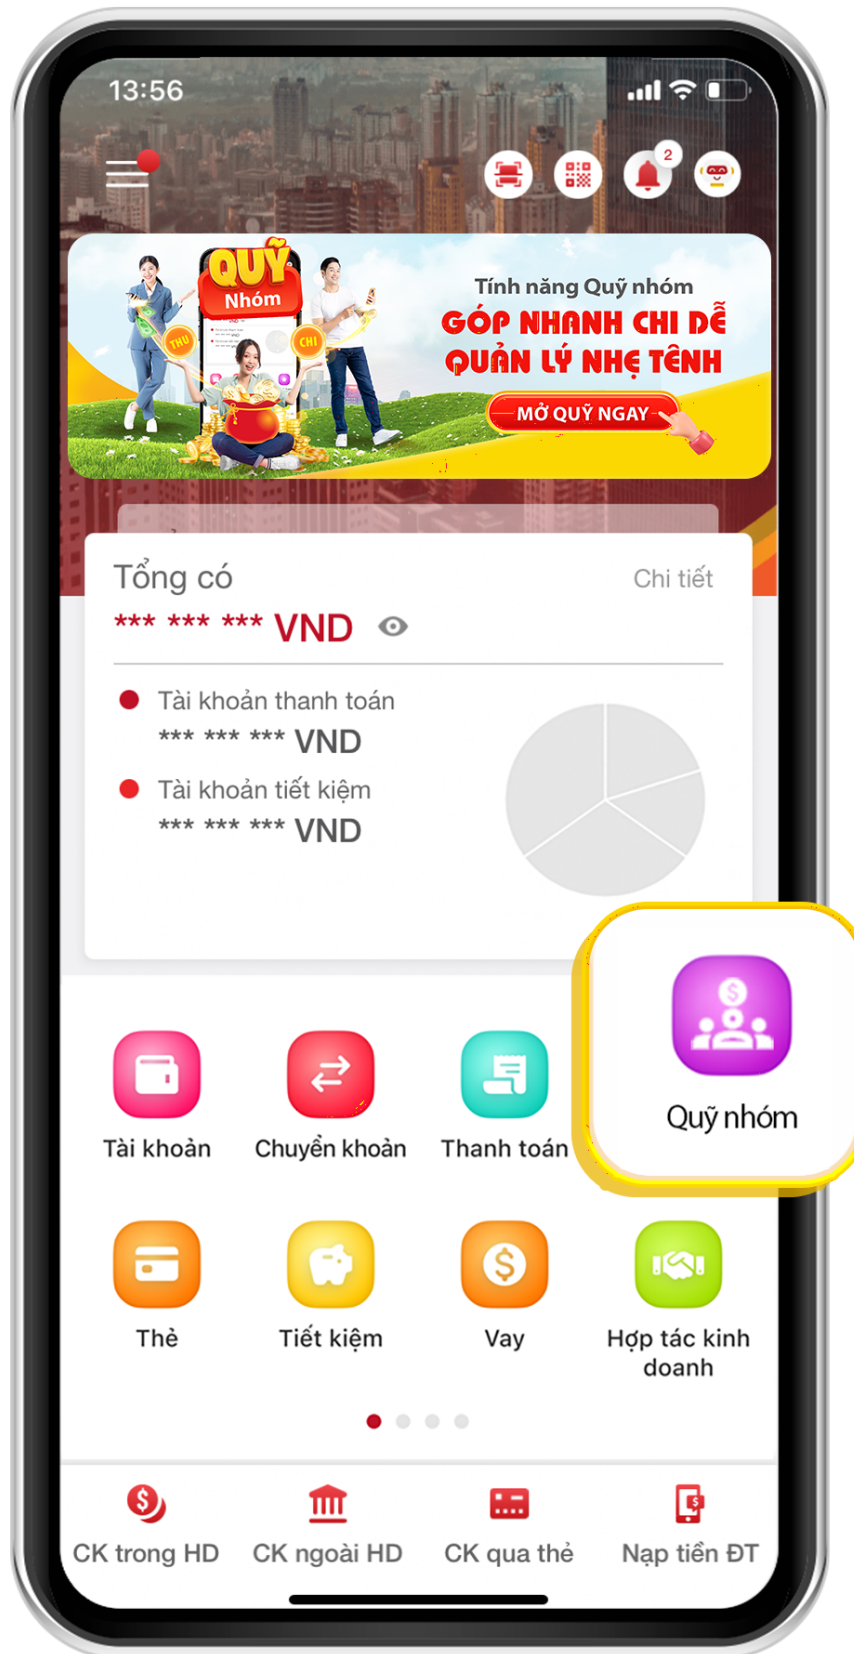 13:56
2
QUỸ
Nhóm
THU
CHI
Tính năng Quỹ nhóm
GÓP NHANH CHI DỄ
QUẢN LÝ NHẸ TÊNH
MỞ QUỸ NGAY
Tổng có
Chi tiết
*** *** *** VND
Tài khoản thanh toán
*** *** *** VND
Tài khoản tiết kiệm
*** *** *** VND
Quỹ nhóm
Tài khoản
Chuyển khoản
Thanh toán
Thẻ
Tiết kiệm
Vay
Hợp tác kinh
doanh
CK trong HD
CK ngoài HD
CK qua thẻ
Nạp tiền ĐT